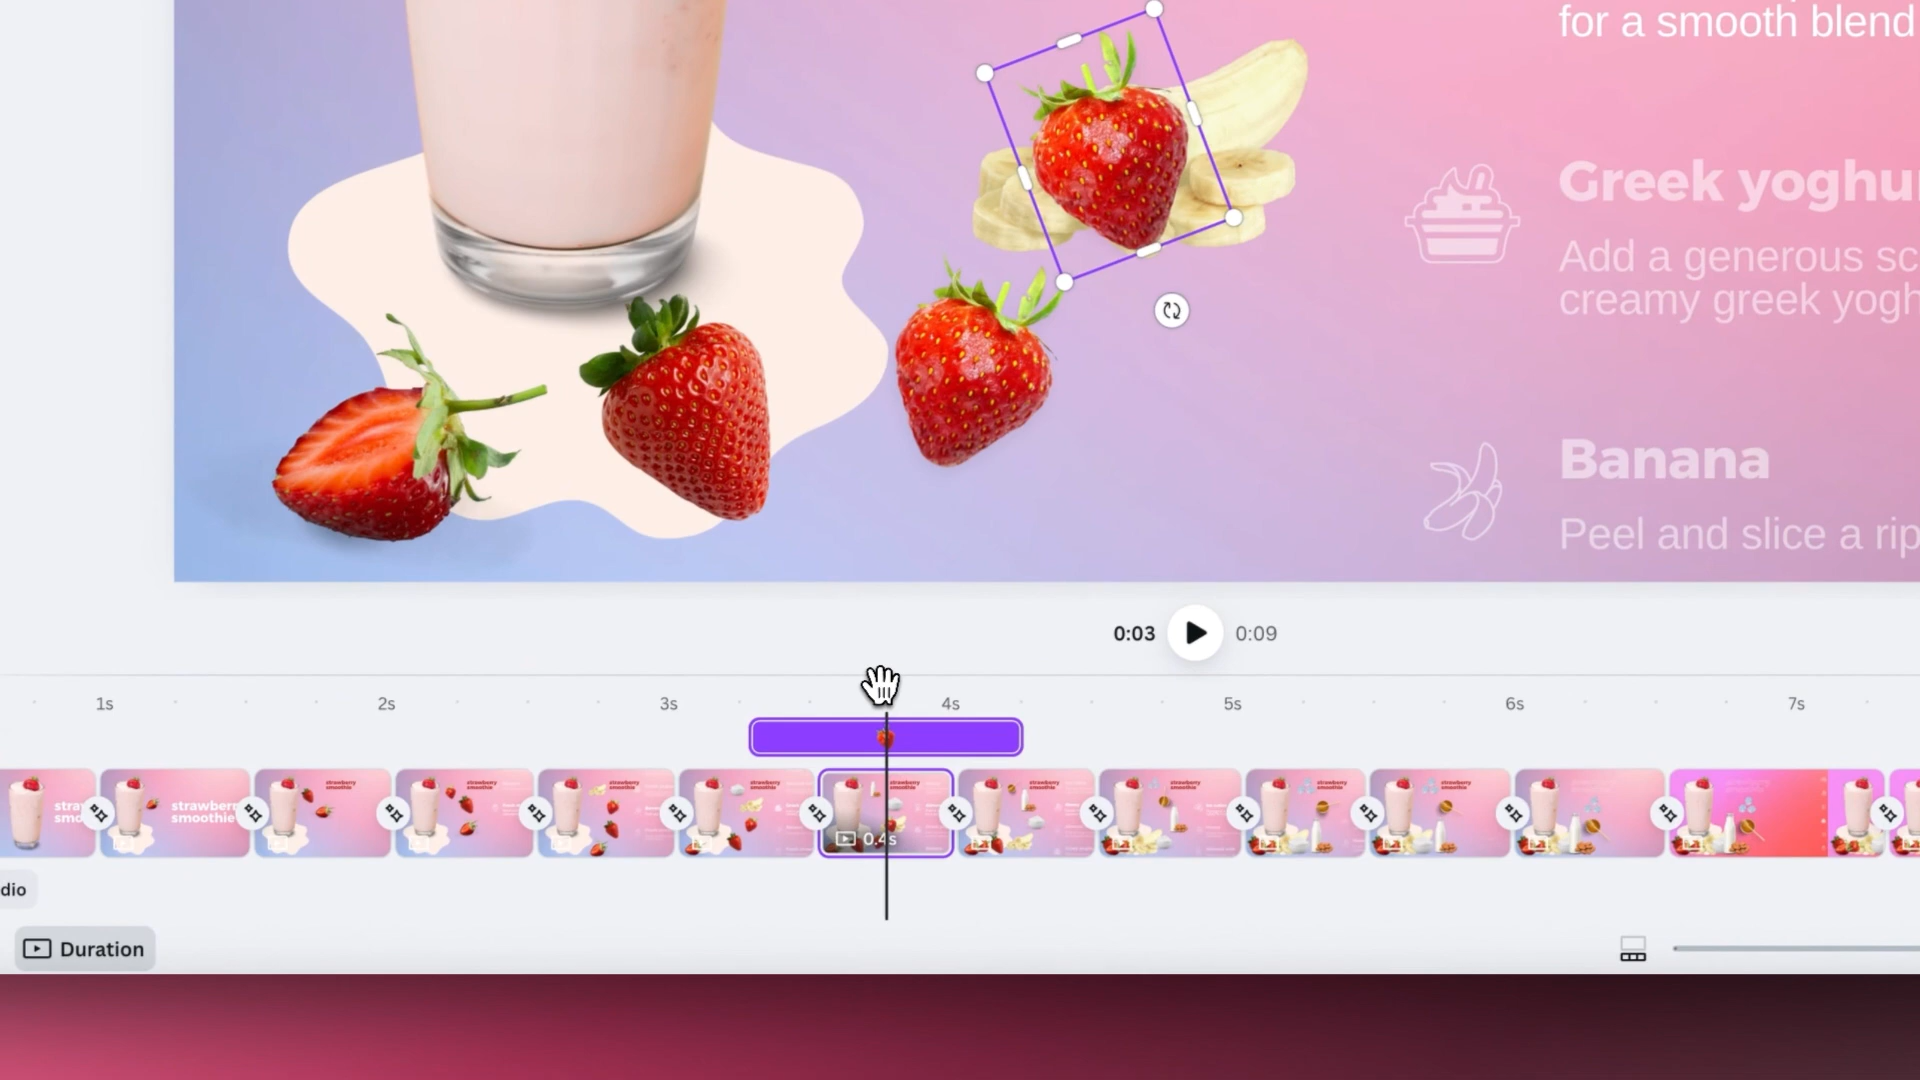 for a smooth blend
Greek yoghu
Add a generous sc
creamy greek yogh
Banana
Peel and slice a rip
0:03
0:09
1s
2s
3s
4s
5s
6s
7s
0.4s
strawberry
smoothie
dio
Duration